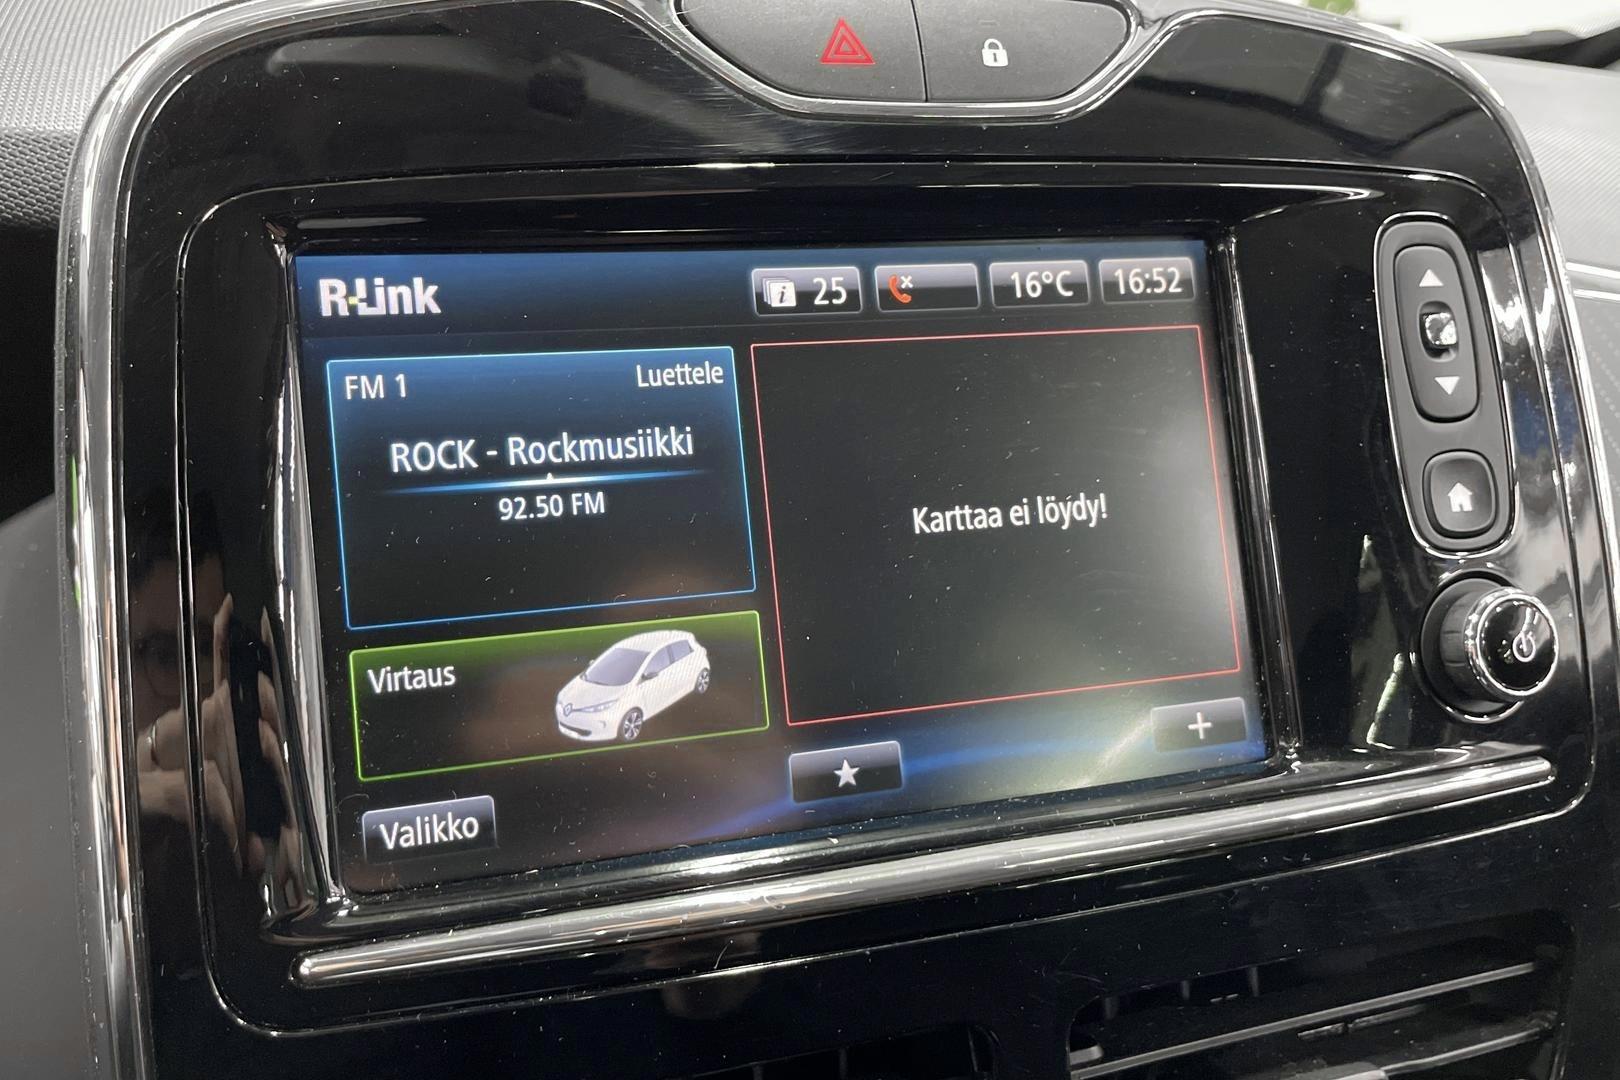 R-Link
25
16°C
16:52
FM 1
Luettele
ROCK - Rockmusiikki
92.50 FM
Karttaa ei löydy!
Virtaus
Valikko